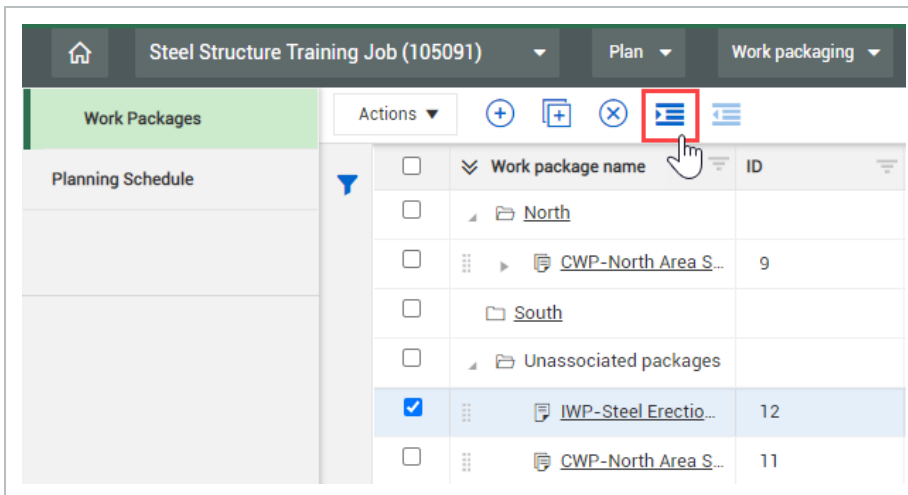 Steel Structure Training Job (105091) Plan Work packaging
Work Packages
Actions
Planning Schedule
Work package name ID
North
CWP-North Area S... 9
South
Unassociated packages
IWP-Steel Erectio... 12
CWP-North Area S... 11